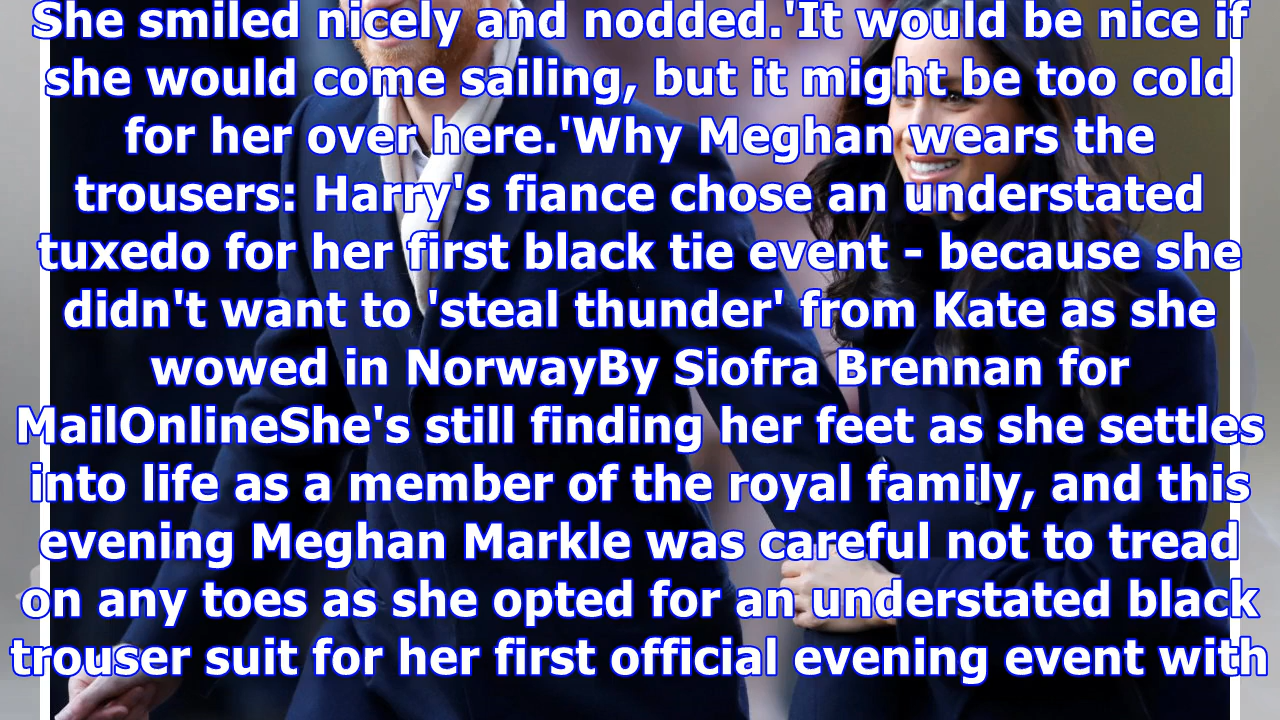 She smiled nicely and nodded.'It would be nice if
she would come sailing, but it might be too cold
for her over here.'Why Meghan wears the
trousers: Harry's fiance chose an understated
tuxedo for her first black tie event - because she
didn't want to 'steal thunder' from Kate as she
wowed in NorwayBy Siofra Brennan for
MailOnlineShe's still finding her feet as she settles
into life as a member of the royal family, and this
evening Meghan Markle was careful not to tread
on any toes as she opted for an understated black
trouser suit for her first official evening event with